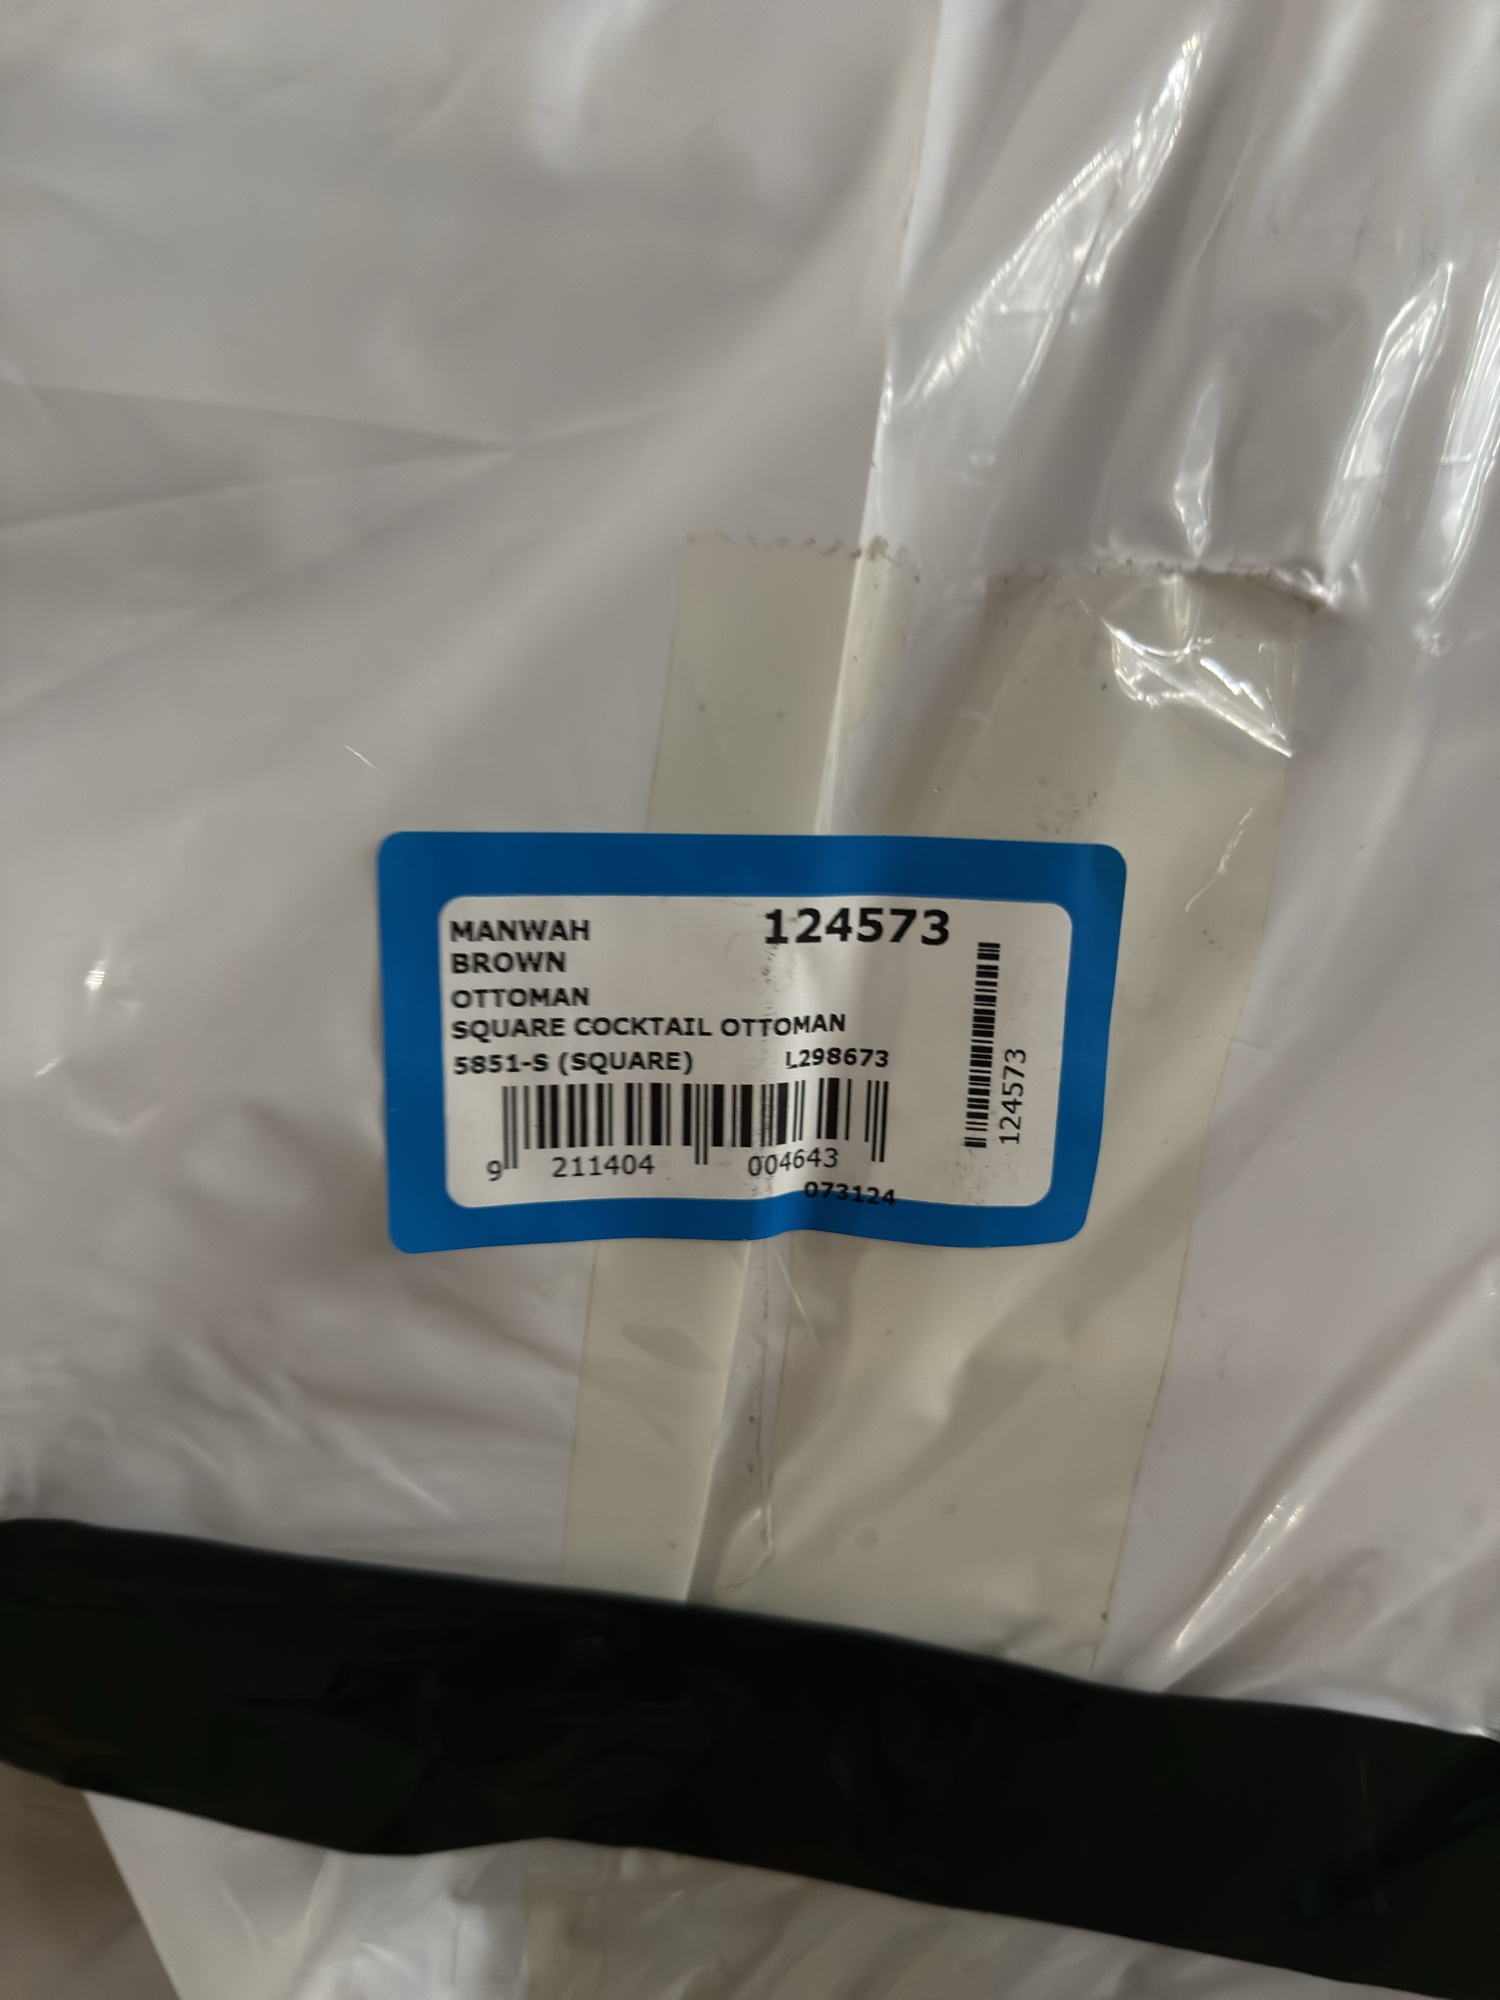 MANWAH 124573
BROWN
OTTOMAN
SQUARE COCKTAIL OTTOMAN
5851-S (SQUARE) L298673
9 211404 004643
073124
124573